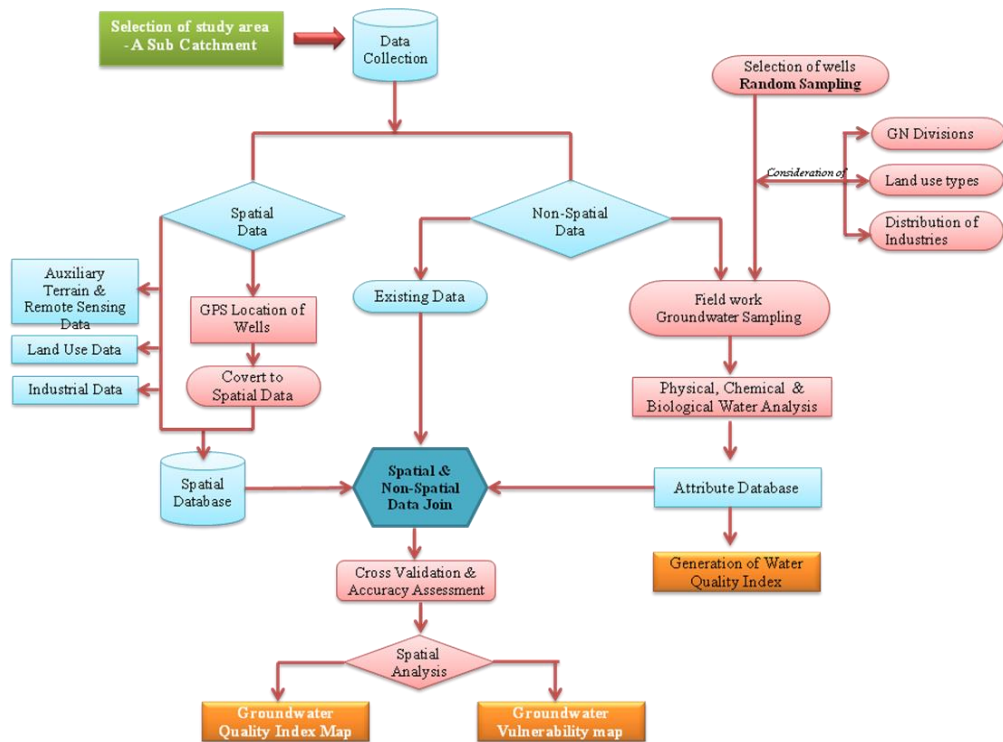 Selection of study area
-A Sub Catchment
Data
Collection
Selection of wells
Random Sampling
GN Divisions
Consideration of
Land use types
Distribution of
Industries
Spatial
Data
Non-Spatial
Data
Auxiliary
Terrain &
Remote Sensing
Data
Land Use Data
Industrial Data
GPS Location of
Wells
Covert to
Spatial Data
Existing Data
Field work
Groundwater Sampling
Physical, Chemical &
Biological Water Analysis
Spatial
Database
Spatial &
Non-Spatial
Data Join
Attribute Database
Cross Validation &
Accuracy Assessment
Generation of Water
Quality Index
Spatial
Analysis
Groundwater
Quality Index Map
Groundwater
Vulnerability map